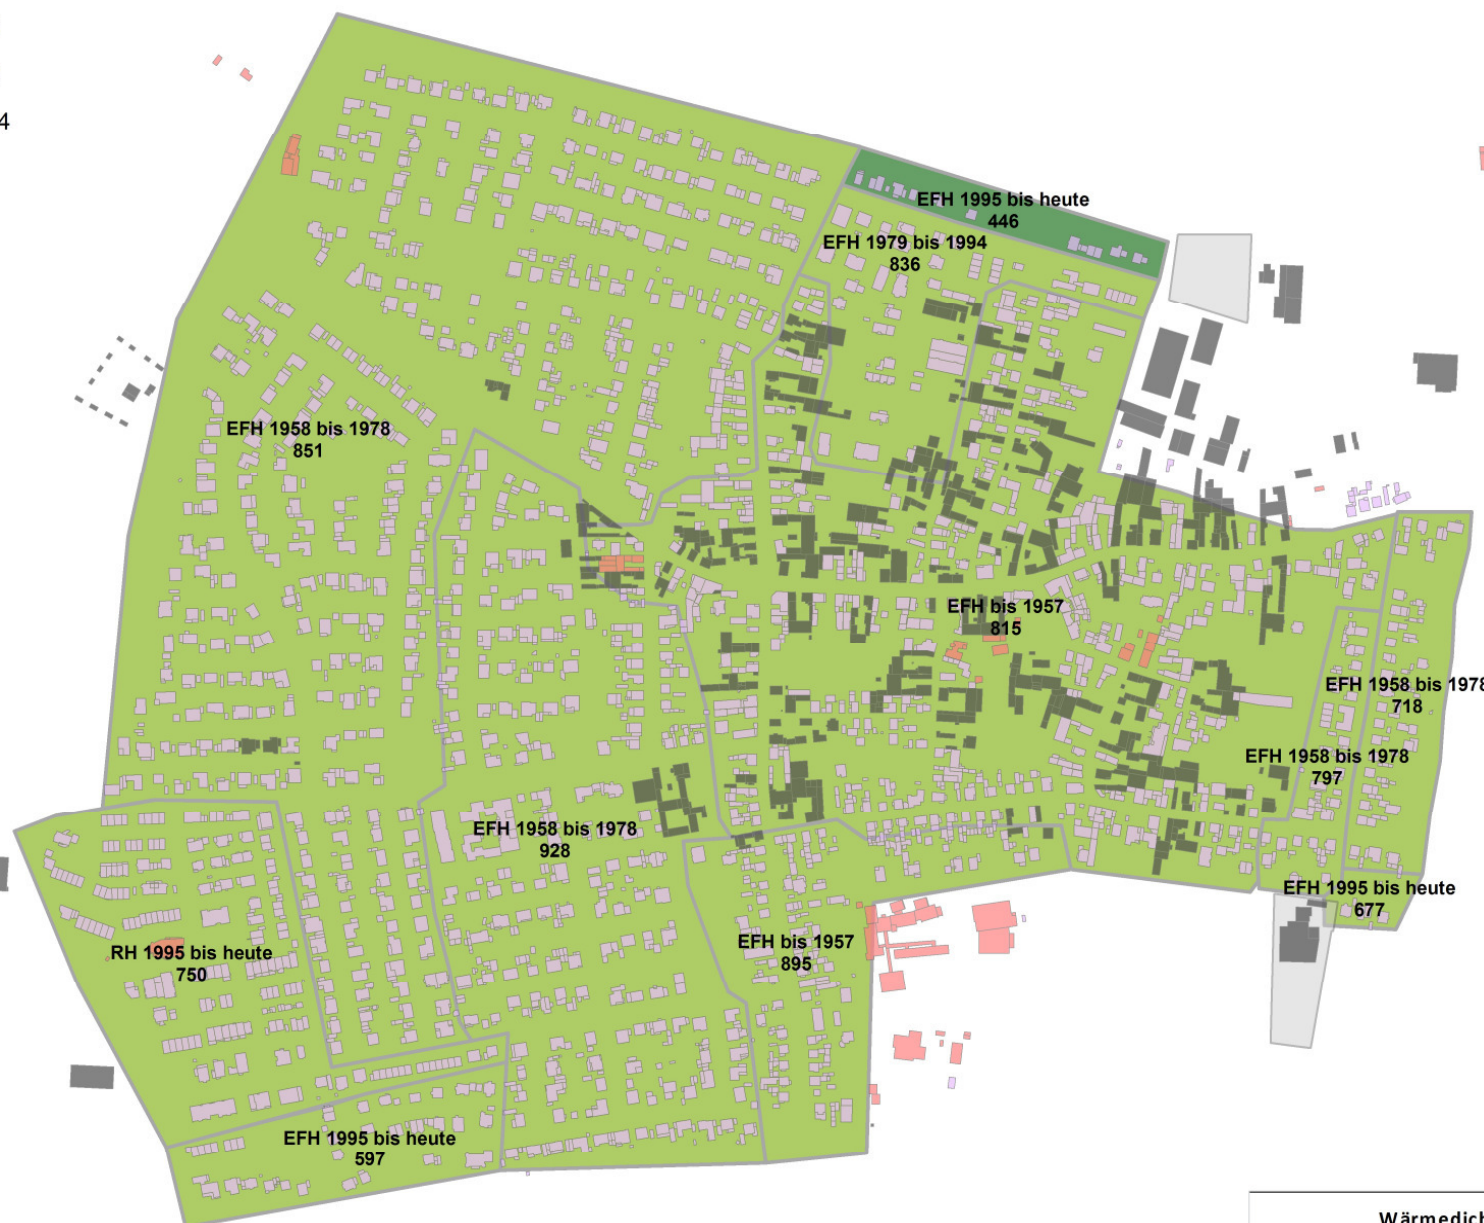 4
EFH 1995 bis heute
446
EFH 1979 bis 1994
836
EFH 1958 bis 1978
851
EFH bis 1957
815
EFH 1958 bis 1978
718
EFH 1958 bis 1978
797
EFH 1958 bis 1978
928
EFH 1995 bis heute
677
EFH bis 1957
895
RH 1995 bis heute
750
EFH 1995 bis heute
597